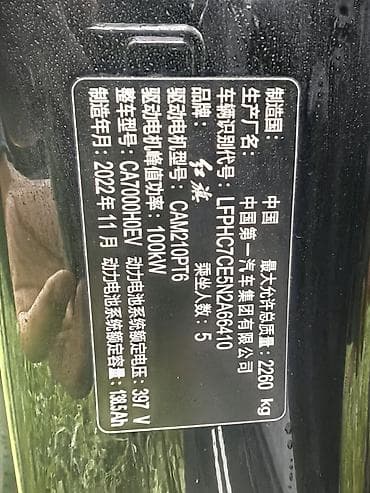 制造国： 中国 最大允许总质量：2260 kg
生产厂名： 中国第一汽车集团有限公司
车辆识别代号：LFPHC7CE5N2A66410
品牌：红旗 乘坐人数：5
驱动电机型号：CAM210PT6
驱动电机峰值功率：100kW
整车型号：CA7000H0EV 动力电池系统额定电压：397 V
制造年月：2022年11月 动力电池系统额定容量：138.5Ah